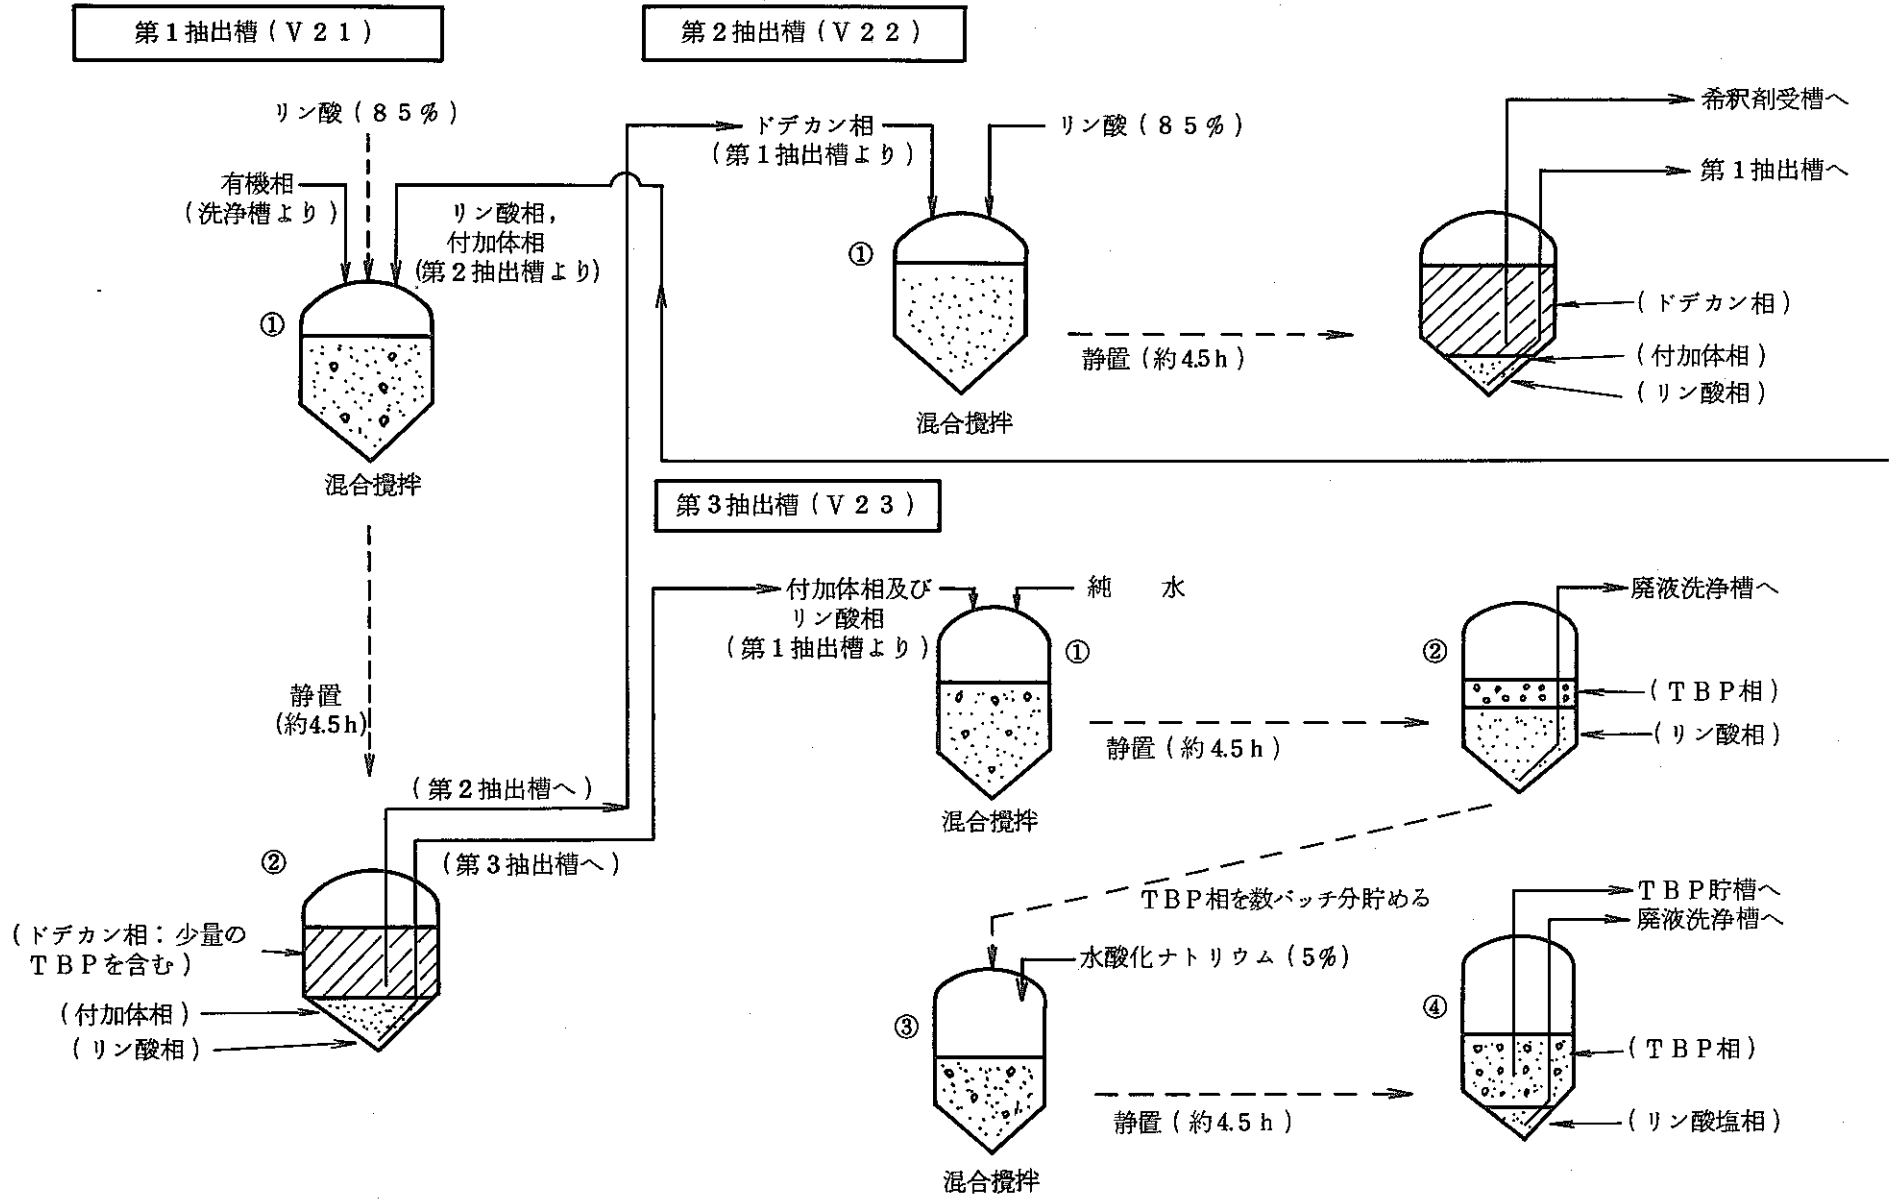 第1抽出槽(V21)
リン酸(85%)
有機相
(洗浄槽より)
リン酸相,
付加体相
(第2抽出槽より)
①
混合攪拌
静置
(約4.5h)
(第2抽出槽へ)
(第3抽出槽へ)
②
(ドデカン相:少量の
TBPを含む)
(付加体相)
(リン酸相)
第2抽出槽(V22)
ドデカン相
(第1抽出槽より)
リン酸(85%)
①
混合攪拌
静置(約4.5h)
希釈剤受槽へ
第1抽出槽へ
(ドデカン相)
(付加体相)
(リン酸相)
第3抽出槽(V23)
付加体相及び
リン酸相
(第1抽出槽より)
純 水
①
混合攪拌
静置(約4.5h)
②
廃液洗浄槽へ
(TBP相)
(リン酸相)
TBP相を数バッチ分貯める
水酸化ナトリウム(5%)
③
混合攪拌
静置(約4.5h)
④
TBP貯槽へ
廃液洗浄槽へ
(TBP相)
(リン酸塩相)